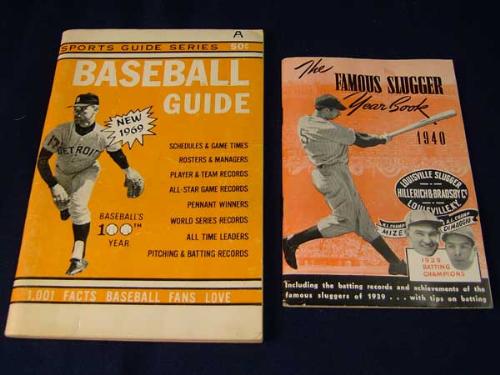 A
SPORTS GUIDE SERIES 50¢
BASEBALL
GUIDE
NEW
1969
DETROIT
SCHEDULES & GAME TIMES
ROSTERS & MANAGERS
PLAYER & TEAM RECORDS
ALL-STAR GAME RECORDS
PENNANT WINNERS
WORLD SERIES RECORDS
ALL TIME LEADERS
PITCHING & BATTING RECORDS
BASEBALL'S
100TH
YEAR
1,001 FACTS BASEBALL FANS LOVE
The
FAMOUS SLUGGER
Year Book
1940
5
LOUISVILLE SLUGGER
HILLERICH & BRADSBY Co
LOUISVILLE, KY.
N.L. CHAMP
MIZE
A.L. CHAMP
DIMAGGIO
1939
BATTING
CHAMPIONS
Including the batting records and achievements of the
famous sluggers of 1939 . . . with tips on batting